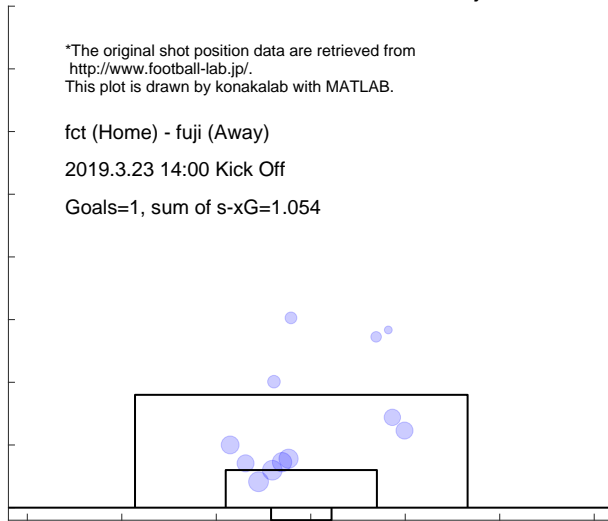 *The original shot position data are retrieved from
http://www.football-lab.jp/.
This plot is drawn by konakalab with MATLAB.
fct (Home) - fuji (Away)
2019.3.23 14:00 Kick Off
Goals=1, sum of s-xG=1.054